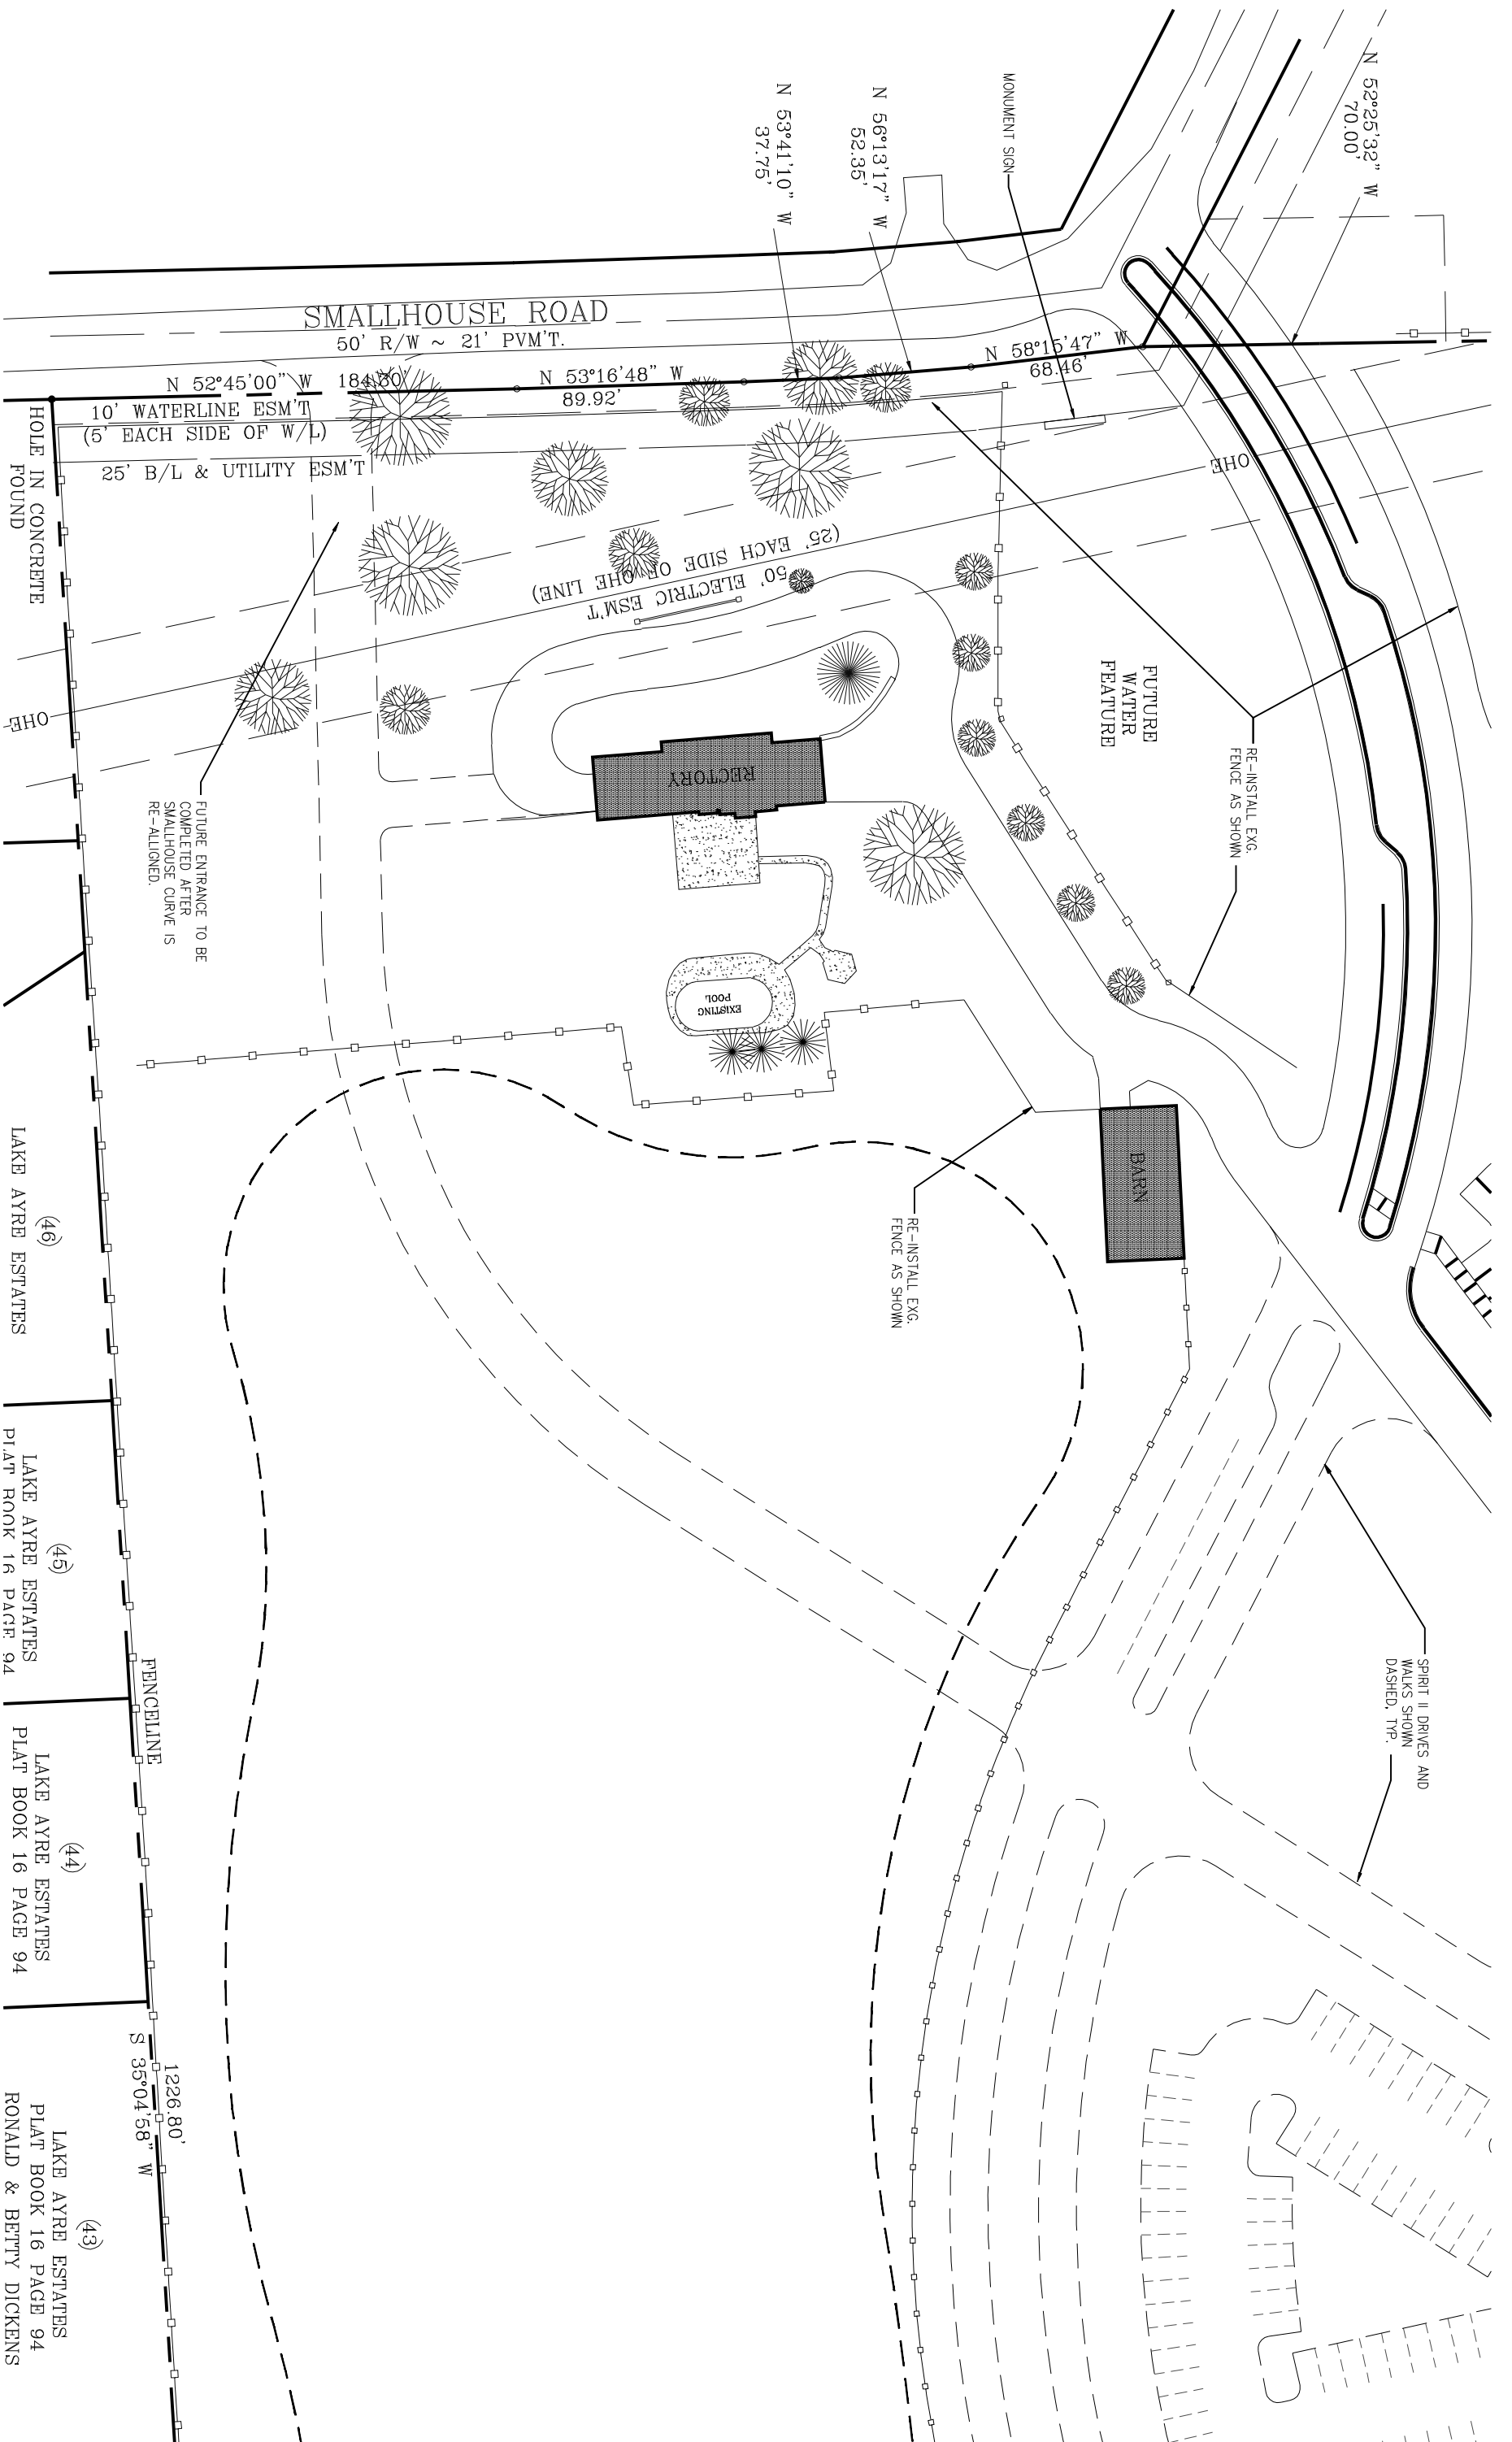 N 52°25'32" W
70.00'
MONUMENT SIGN
N 56°13'17" W
52.35'
N 53°41'10" W
37.75'
SMALLHOUSE ROAD
50' R/W ~ 21' PVM'T.
N 58°15'47" W
68.46'
N 53°16'48" W
89.92'
N 52°45'00" W 184.80'
10' WATERLINE ESM'T
(5' EACH SIDE OF W/L)
25' B/L & UTILITY ESM'T
HOLE IN CONCRETE
FOUND
OHE
50' ELECTRIC ESM'T
(25' EACH SIDE OF OHE LINE)
OHE
FUTURE
WATER
FEATURE
RE-INSTALL EXG.
FENCE AS SHOWN
RECTORY
FUTURE ENTRANCE TO BE
COMPLETED AFTER
SMALLHOUSE CURVE IS
RE-ALLIGNED.
EXISTING
POOL
BARN
RE-INSTALL EXG.
FENCE AS SHOWN
SPIRIT II DRIVES AND
WALKS SHOWN
DASHED, TYP.
(46)
LAKE AYRE ESTATES
(45)
LAKE AYRE ESTATES
PLAT BOOK 16 PAGE 94
FENCELINE
(44)
LAKE AYRE ESTATES
PLAT BOOK 16 PAGE 94
1226.80'
S 35°04'58" W
(43)
LAKE AYRE ESTATES
PLAT BOOK 16 PAGE 94
RONALD & BETTY DICKENS